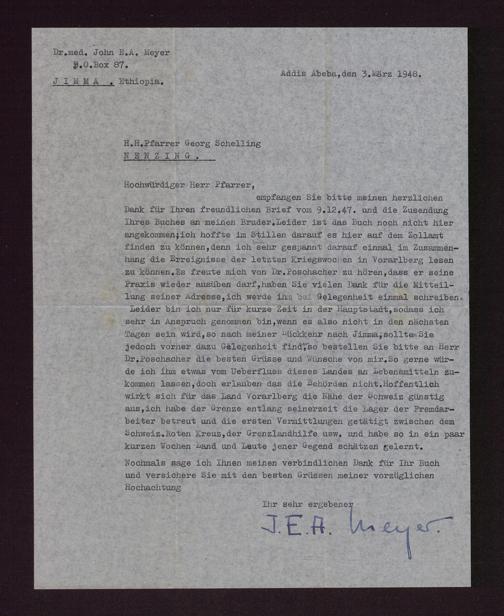 Dr.med. John E.A. Meyer
P.O.Box 87.
JIMMA . Ethiopia.
Addis Abeba,den 3.März 1948.
H.H.Pfarrer Georg Schelling
NENZING.
Hochwürdiger Herr Pfarrer,
empfangen Sie bitte meinen herzlichen
Dank für Ihren freundlichen Brief vom 9.12.47. und die Zusendung
Ihres Buches an meinen Bruder.Leider ist das Buch noch nicht hier
angekommen;ich hoffte im Stillen darauf es hier auf dem Zollamt
finden zu können,denn ich sehr gespannt darauf einmal im Zusammen-
hang die Erreignisse der letzten Kriegswochen in Vorarlberg lesen
zu können.Es freute mich von Dr.Poschacher zu hören,dass er seine
Praxis wieder ausüben darf,haben Sie vielen Dank für die Mitteil-
lung seiner Adresse,ich werde ihm bei Gelegenheit einmal schreiben.
Leider bin ich nur für kurze Zeit in der Hauptstadt,sodass ich
sehr in Anspruch genommen bin,wenn es also nicht in den nächsten
Tagen sein wird,so nach meiner Rückkehr nach Jimma,sollten Sie
jedoch vorher dazu Gelegenheit finden,so bestellen Sie bitte an Herr
Dr.Poschacher die besten Grüsse und Wünsche von mir.So gerne wür-
de ich ihm etwas vom Ueberfluss dieses Landes an Lebensmitteln zu-
kommen lassen,doch erlauben das die Behörden nicht.Hoffentlich
wirkt sich für das Land Vorarlberg die Nähe der Schweiz günstig
aus,ich habe der Grenze entlang seinerzeit die Lager der Fremdar-
beiter betreut und die ersten Vermittlungen getätigt zwischen dem
Schweiz.Roten Kreuz,der Grenzlandhilfe usw. und habe so in ein paar
kurzen Wochen Land und Leute jener Gegend schätzen gelernt.
Nochmals sage ich Ihnen meinen verbindlichen Dank für Ihr Buch
und versichere Sie mit den besten Grüssen meiner vorzüglichen
Hochachtung
Ihr sehr ergebener
J.E.A. Meyer.